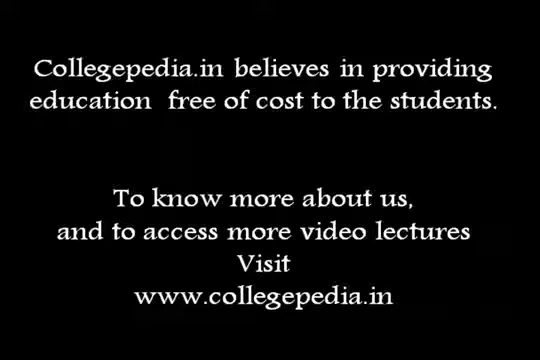 Collegepedia.in believes in providing
education  free of cost to the students.
To know more about us,
and to access more video lectures
Visit
www.collegepedia.in